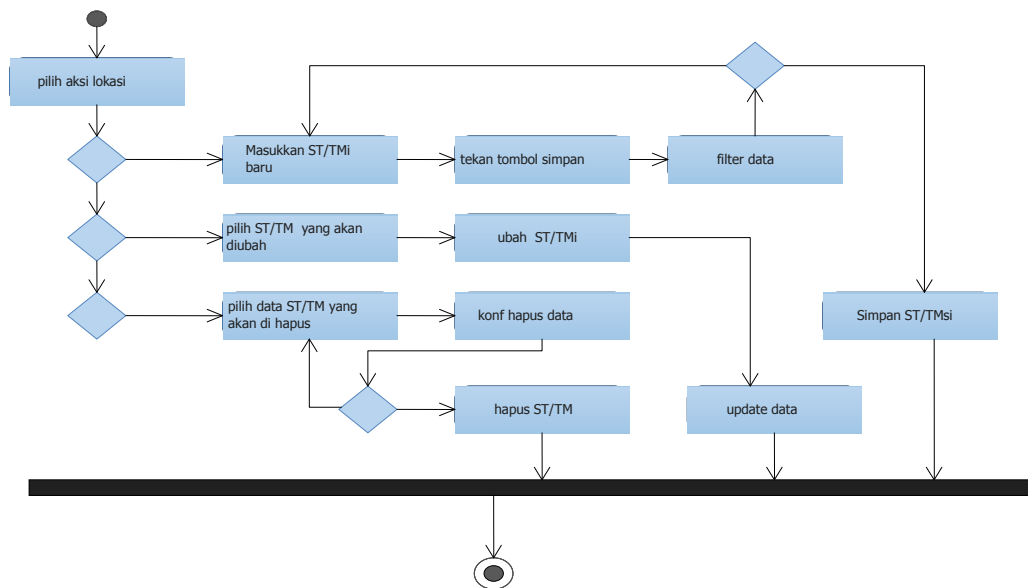 pilih aksi lokasi
Masukkan ST/TMi
baru
tekan tombol simpan
filter data
pilih ST/TM yang akan
diubah
ubah ST/TMi
pilih data ST/TM yang
akan di hapus
konf hapus data
Simpan ST/TMsi
hapus ST/TM
update data